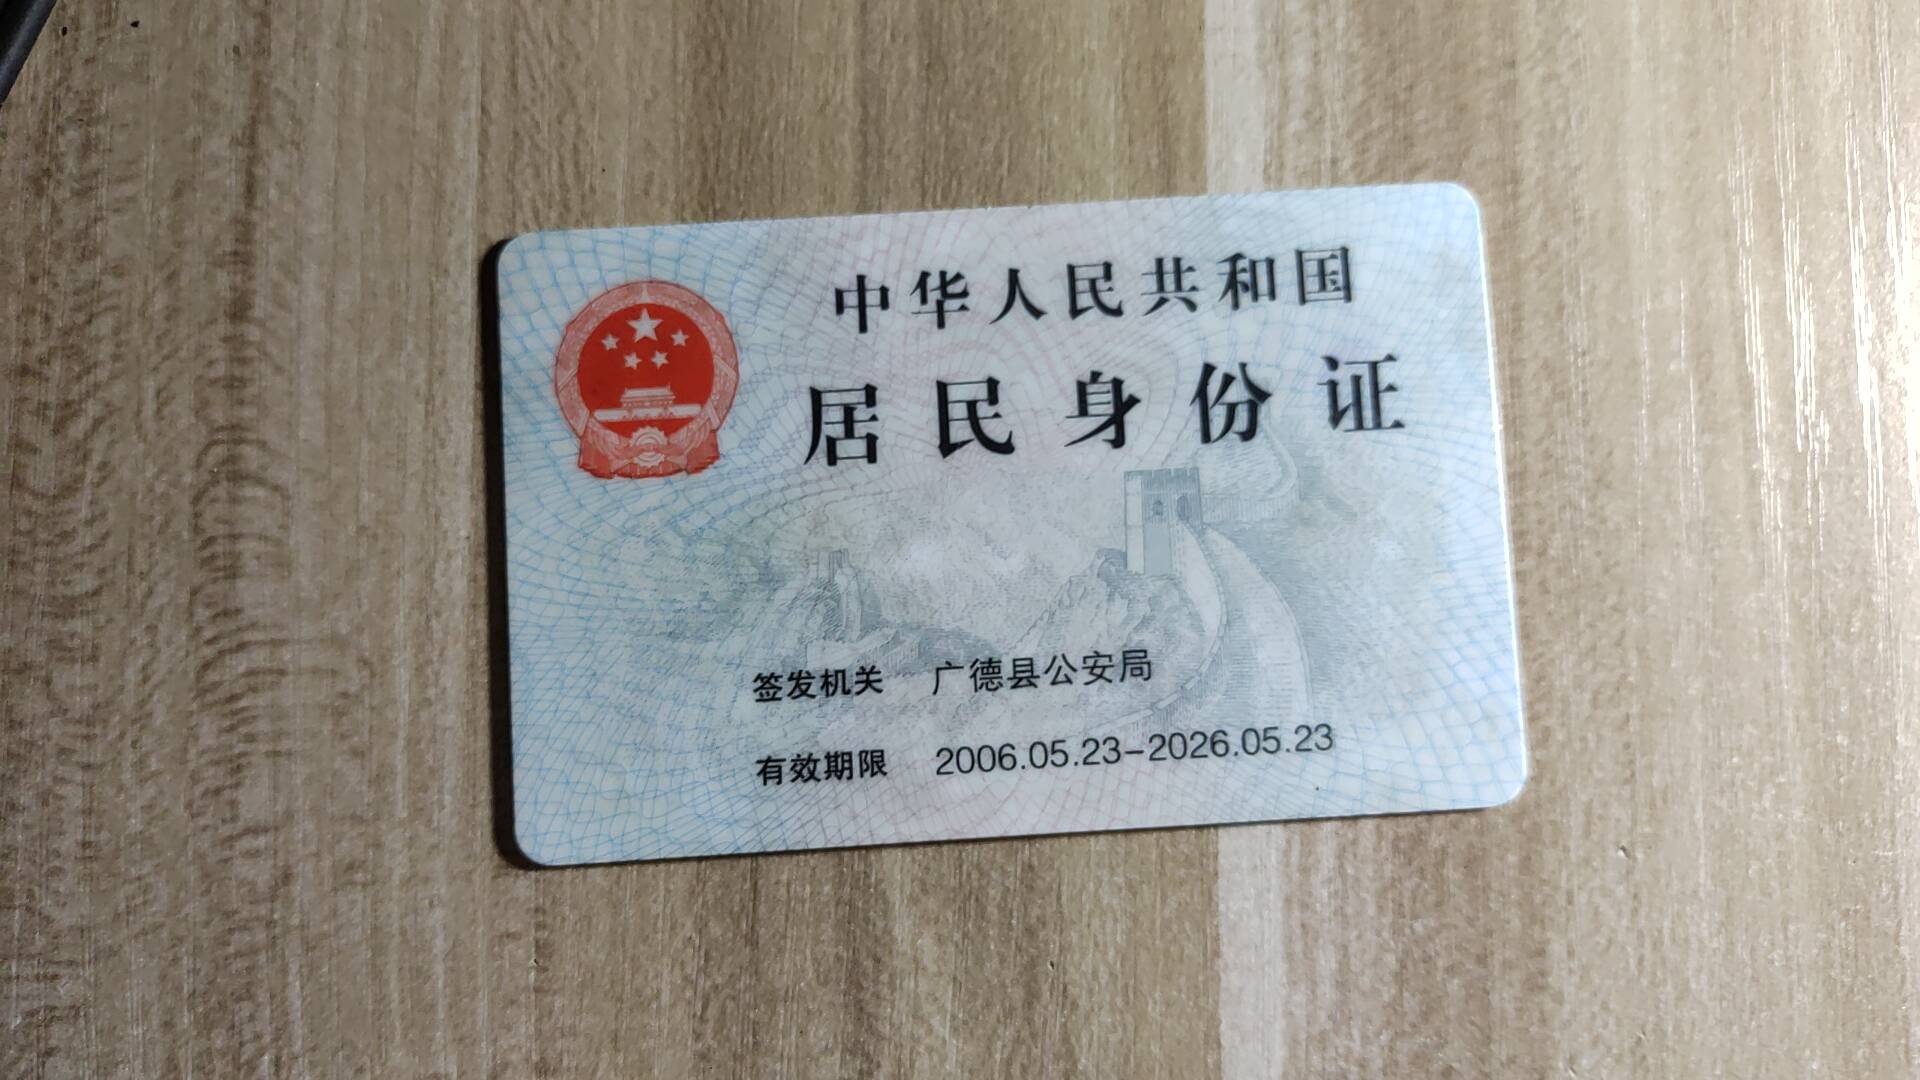 中华人民共和国
居民身份证
签发机关 广德县公安局
有效期限 2006.05.23-2026.05.23